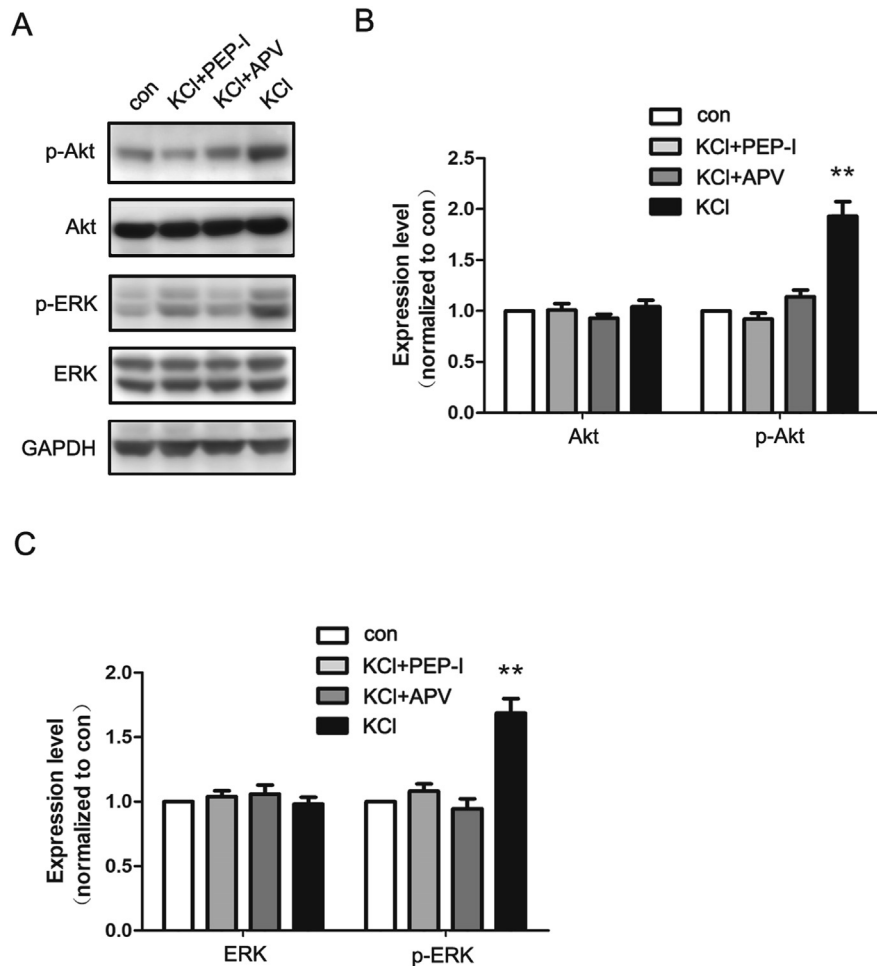 A
con
KCl+PEP-I
KCl+APV
KCl
p-Akt
Akt
p-ERK
ERK
GAPDH
B
con
KCl+PEP-I
KCl+APV
KCl
Expression level
（normalized to con）
2.5
2.0
1.5
1.0
0.5
0.0
**
Akt
p-Akt
C
con
KCl+PEP-I
KCl+APV
KCl
Expression level
（normalized to con）
2.0
1.5
1.0
0.5
0.0
**
ERK
p-ERK